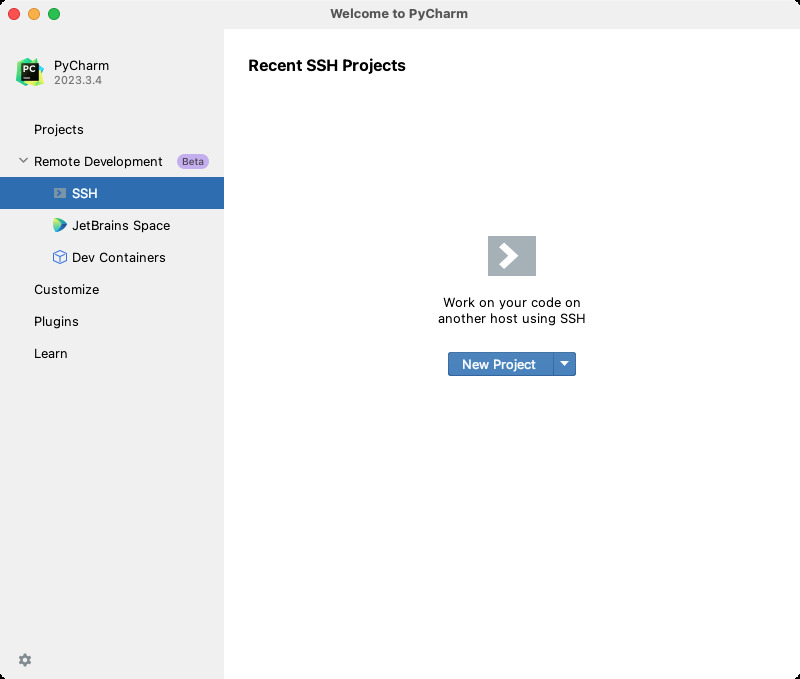 Welcome to PyCharm
PC
PyCharm
2023.3.4
Projects
Remote Development Beta
SSH
JetBrains Space
Dev Containers
Customize
Plugins
Learn
Recent SSH Projects
Work on your code on
another host using SSH
New Project